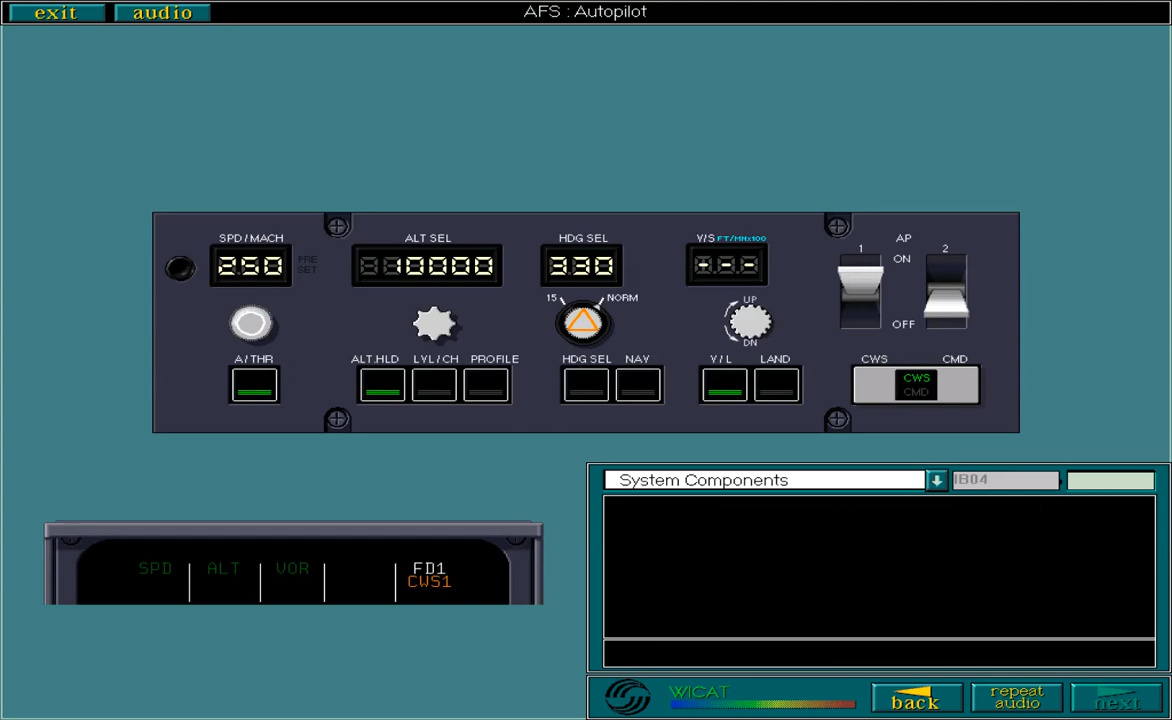 exit
audio
AFS : Autopilot
SPD/MACH
ALT SEL
HDG SEL
V/S FT/MNx100
AP
1
2
ON
OFF
250
PRE
SET
10000
330
- - -
15
NORM
UP
DN
A/THR
ALT.HLD
LVL/CH
PROFILE
HDG SEL
NAV
V/L
LAND
CWS
CMD
CWS
CMD
System Components
IB04
SPD
ALT
VOR
FD1
CWS1
WICAT
back
repeat
audio
next